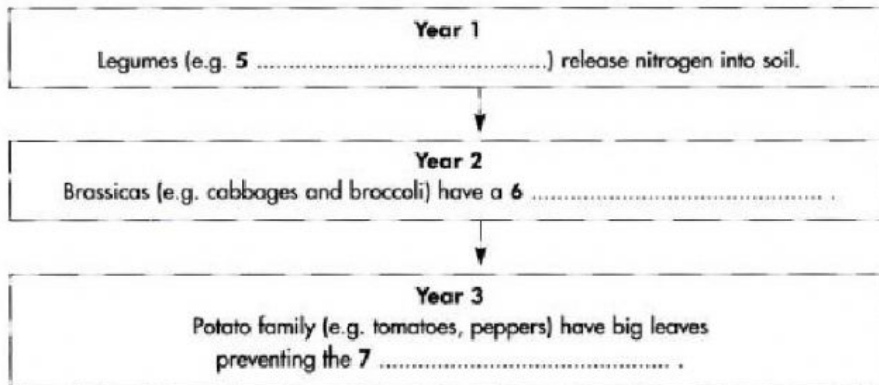 Year 1
Legumes (e.g. 5 ................................................) release nitrogen into soil.
Year 2
Brassicas (e.g. cabbages and broccoli) have a 6 ................................................ .
Year 3
Potato family (e.g. tomatoes, peppers) have big leaves
preventing the 7 ................................................ .